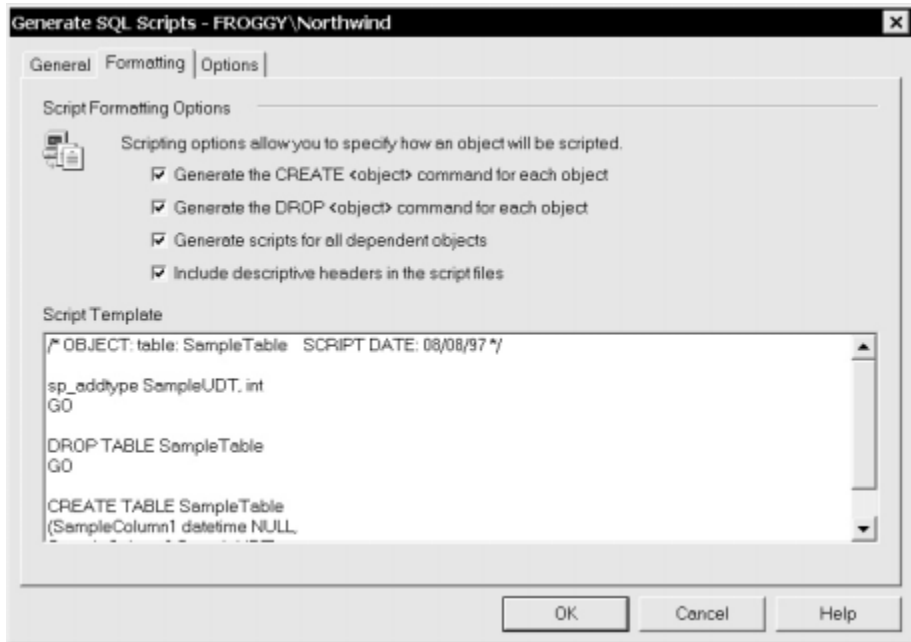 Generate SQL Scripts - FROGGY\Northwind
General Formatting Options
Script Formatting Options
Scripting options allow you to specify how an object will be scripted.
Generate the CREATE <object> command for each object
Generate the DROP <object> command for each object
Generate scripts for all dependent objects
Include descriptive headers in the script files
Script Template
/* OBJECT: table: SampleTable SCRIPT DATE: 08/08/97 */
sp_addtype SampleUDT, int
GO
DROP TABLE SampleTable
GO
CREATE TABLE SampleTable
(SampleColumn1 datetime NULL,
OK Cancel Help